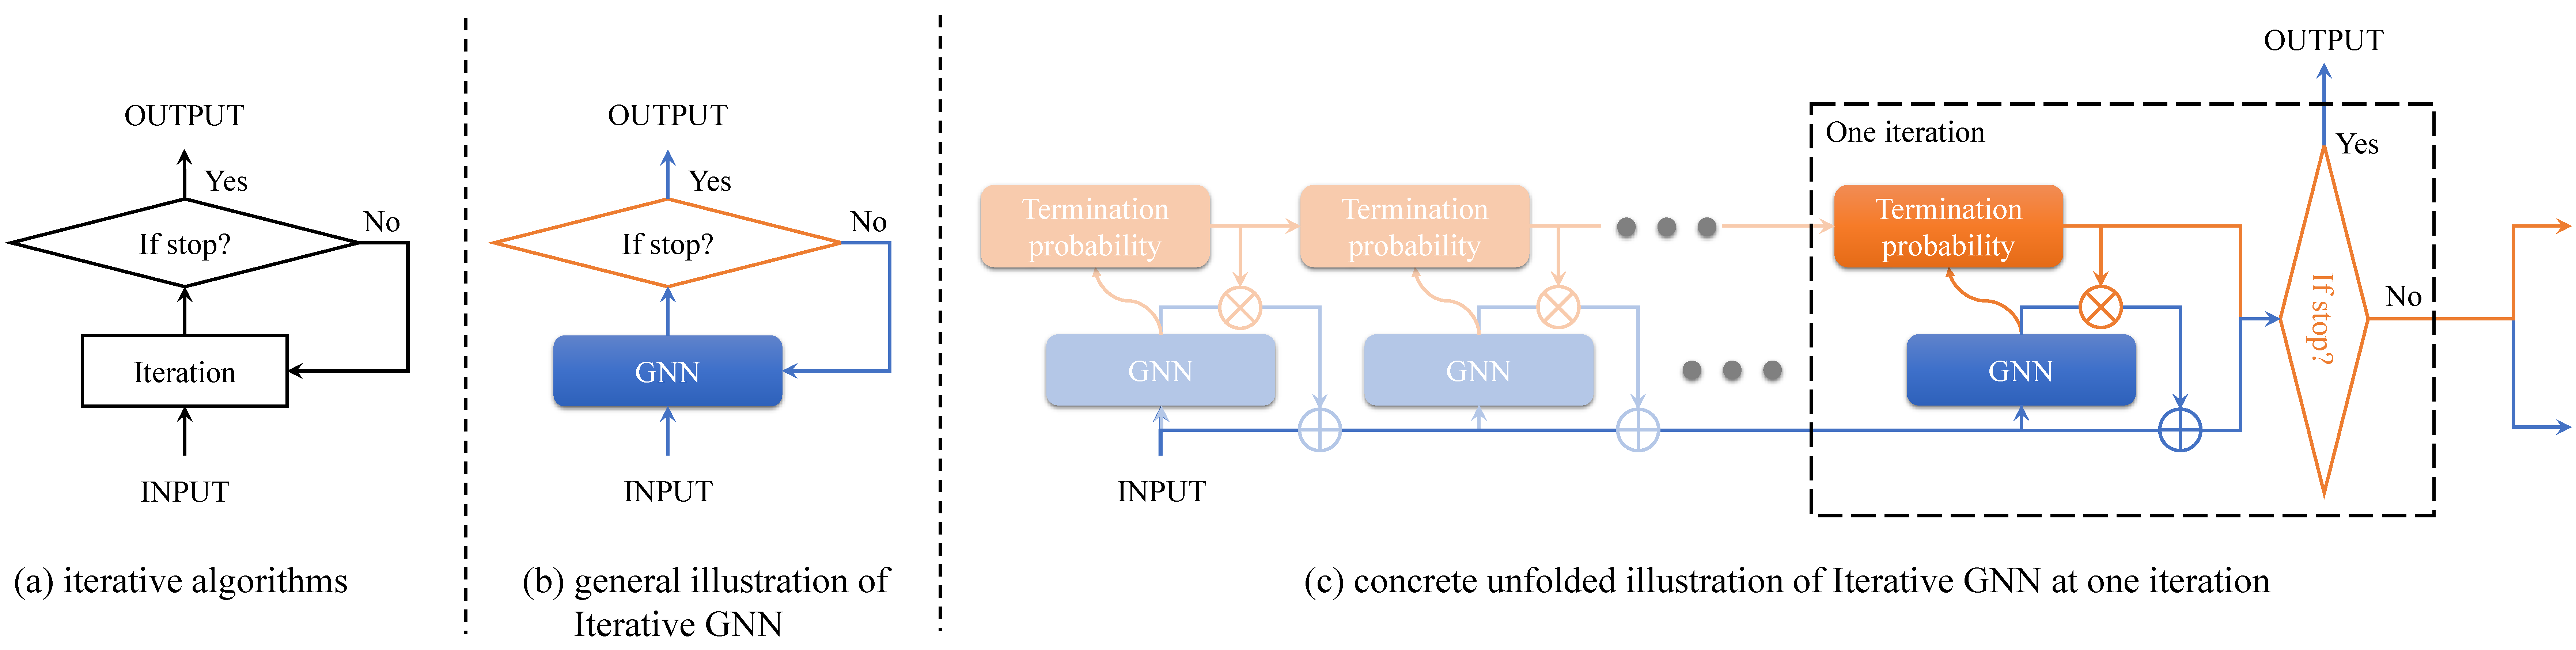 OUTPUT
Yes
No
If stop?
Iteration
INPUT
(a) iterative algorithms
OUTPUT
Yes
No
If stop?
GNN
INPUT
(b) general illustration of
Iterative GNN
OUTPUT
One iteration
Yes
Termination
probability
Termination
probability
Termination
probability
If stop?
No
GNN
GNN
GNN
INPUT
(c) concrete unfolded illustration of Iterative GNN at one iteration